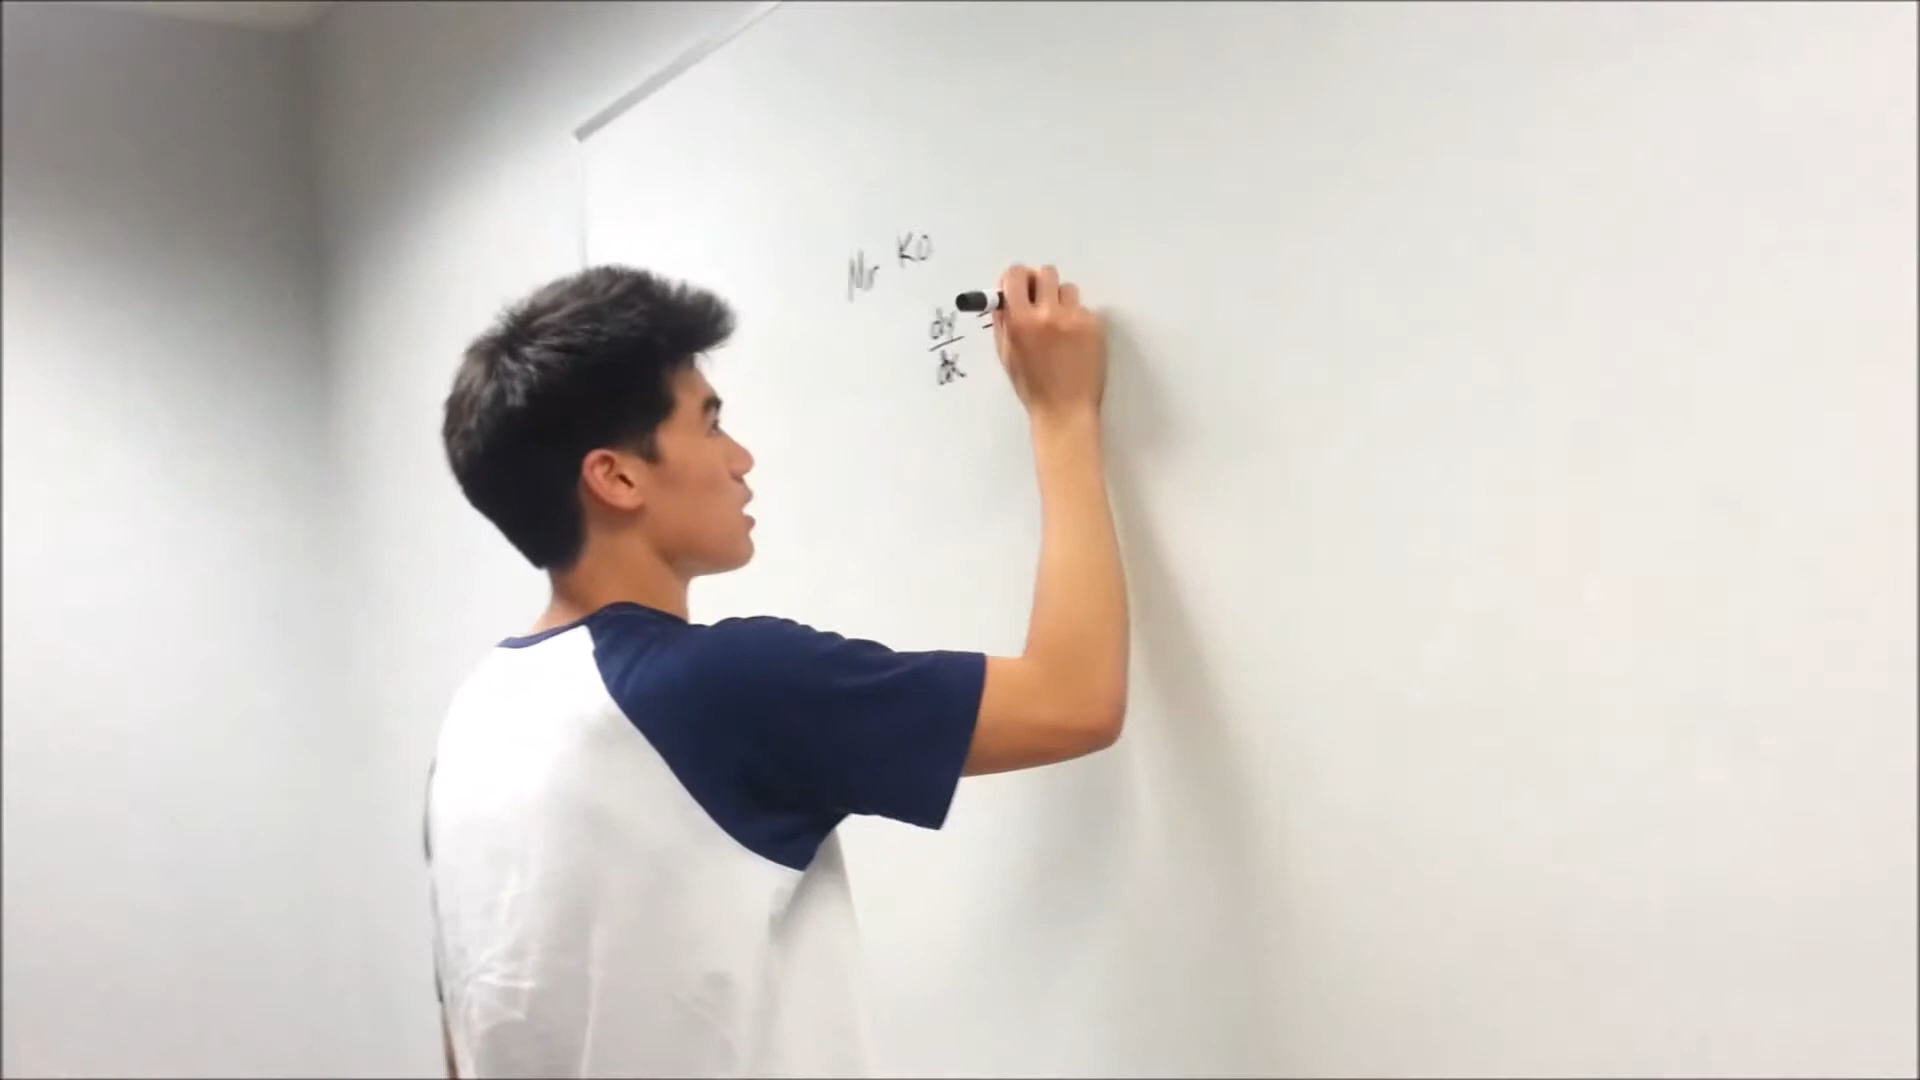 Mr KO
dy =
dx